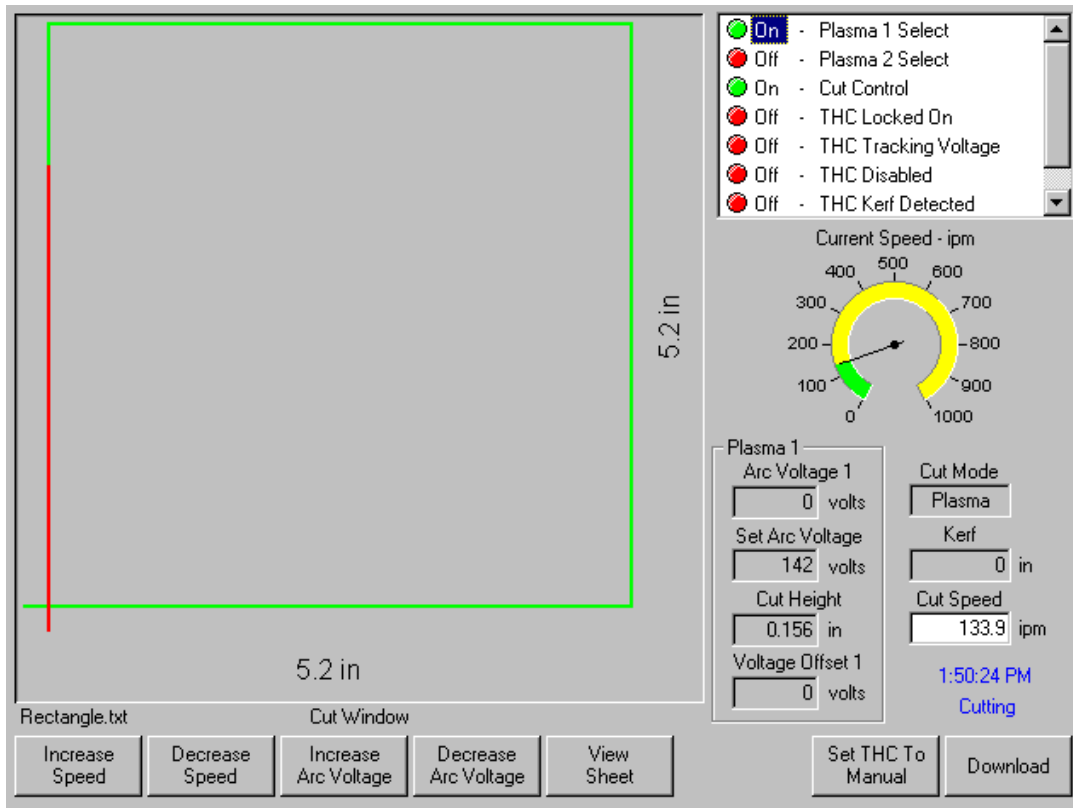 On - Plasma 1 Select
Off - Plasma 2 Select
On - Cut Control
Off - THC Locked On
Off - THC Tracking Voltage
Off - THC Disabled
Off - THC Kerf Detected
5.2 in
Current Speed - ipm
0
100
200
300
400
500
600
700
800
900
1000
Plasma 1
Arc Voltage 1
0 volts
Set Arc Voltage
142 volts
Cut Height
0.156 in
Voltage Offset 1
0 volts
Cut Mode
Plasma
Kerf
0 in
Cut Speed
133.9 ipm
1:50:24 PM
Cutting
5.2 in
Rectangle.txt
Cut Window
Increase
Speed
Decrease
Speed
Increase
Arc Voltage
Decrease
Arc Voltage
View
Sheet
Set THC To
Manual
Download